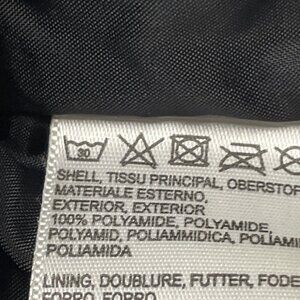 30
SHELL, TISSU PRINCIPAL, OBERSTOF
MATERIALE ESTERNO,
EXTERIOR, EXTERIOR
100% POLYAMIDE, POLYAMIDE,
POLYAMID, POLIAMMIDICA, POLIAMI
POLIAMIDA
LINING, DOUBLURE, FUTTER, FODE
FORRO, FORRO